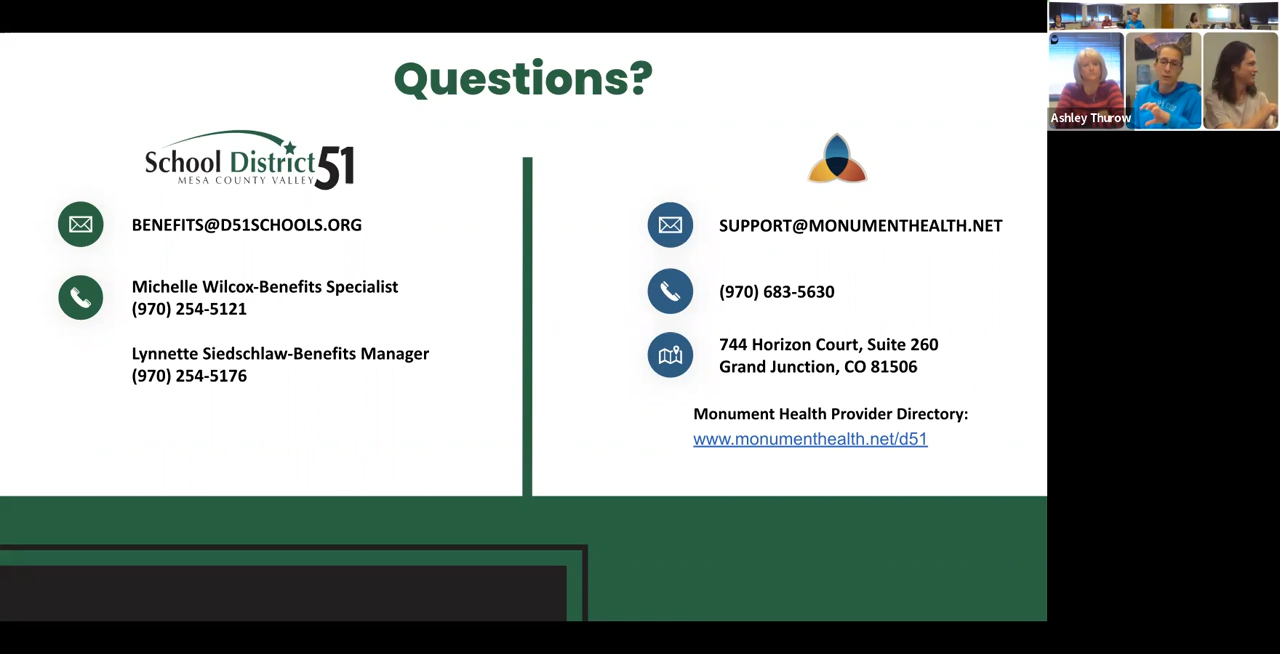 Questions?
School District 51
MESA COUNTY VALLEY
BENEFITS@D51SCHOOLS.ORG
Michelle Wilcox-Benefits Specialist
(970) 254-5121
Lynnette Siedschlaw-Benefits Manager
(970) 254-5176
SUPPORT@MONUMENTHEALTH.NET
(970) 683-5630
744 Horizon Court, Suite 260
Grand Junction, CO 81506
Monument Health Provider Directory:
www.monumenthealth.net/d51
Ashley Thurow